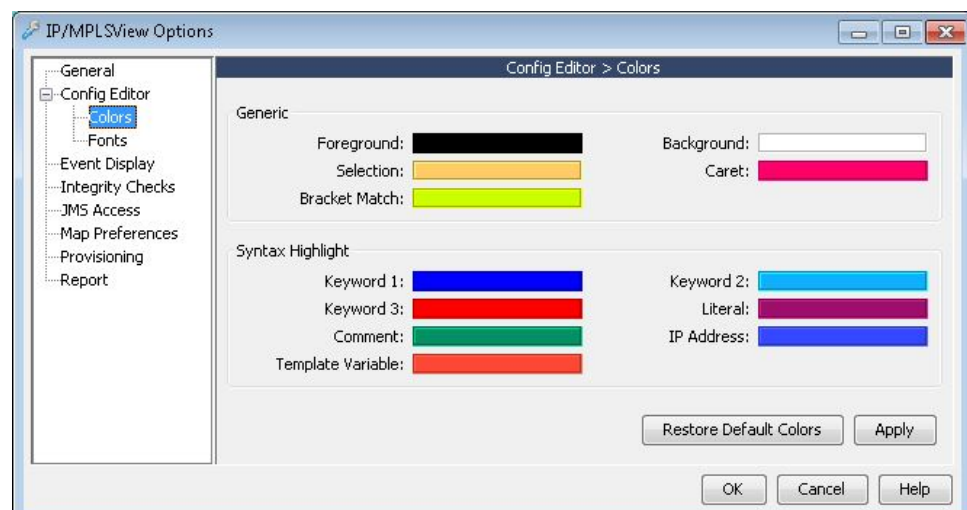 IP/MPLSView Options
General
Config Editor
Colors
Fonts
Event Display
Integrity Checks
JMS Access
Map Preferences
Provisioning
Report
Config Editor > Colors
Generic
Foreground: Background:
Selection: Caret:
Bracket Match:
Syntax Highlight
Keyword 1: Keyword 2:
Keyword 3: Literal:
Comment: IP Address:
Template Variable:
Restore Default Colors Apply
OK Cancel Help